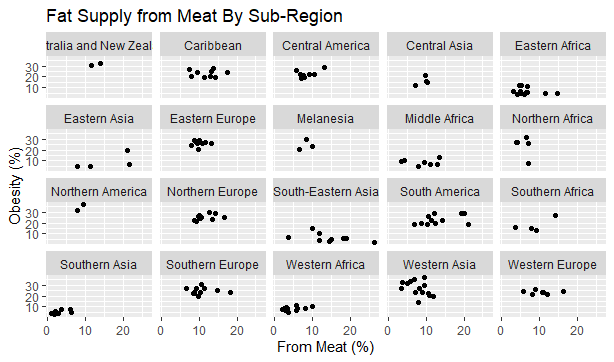 Fat Supply from Meat By Sub-Region
tralia and New Zeal
Caribbean
Central America
Central Asia
Eastern Africa
30
20
10
Eastern Asia
Eastern Europe
Melanesia
Middle Africa
Northern Africa
30
20
10
Obesity (%)
Northern America
Northern Europe
South-Eastern Asia
South America
Southern Africa
30
20
10
Southern Asia
Southern Europe
Western Africa
Western Asia
Western Europe
30
20
10
0 10 20 0 10 20 0 10 20 0 10 20 0 10 20
From Meat (%)